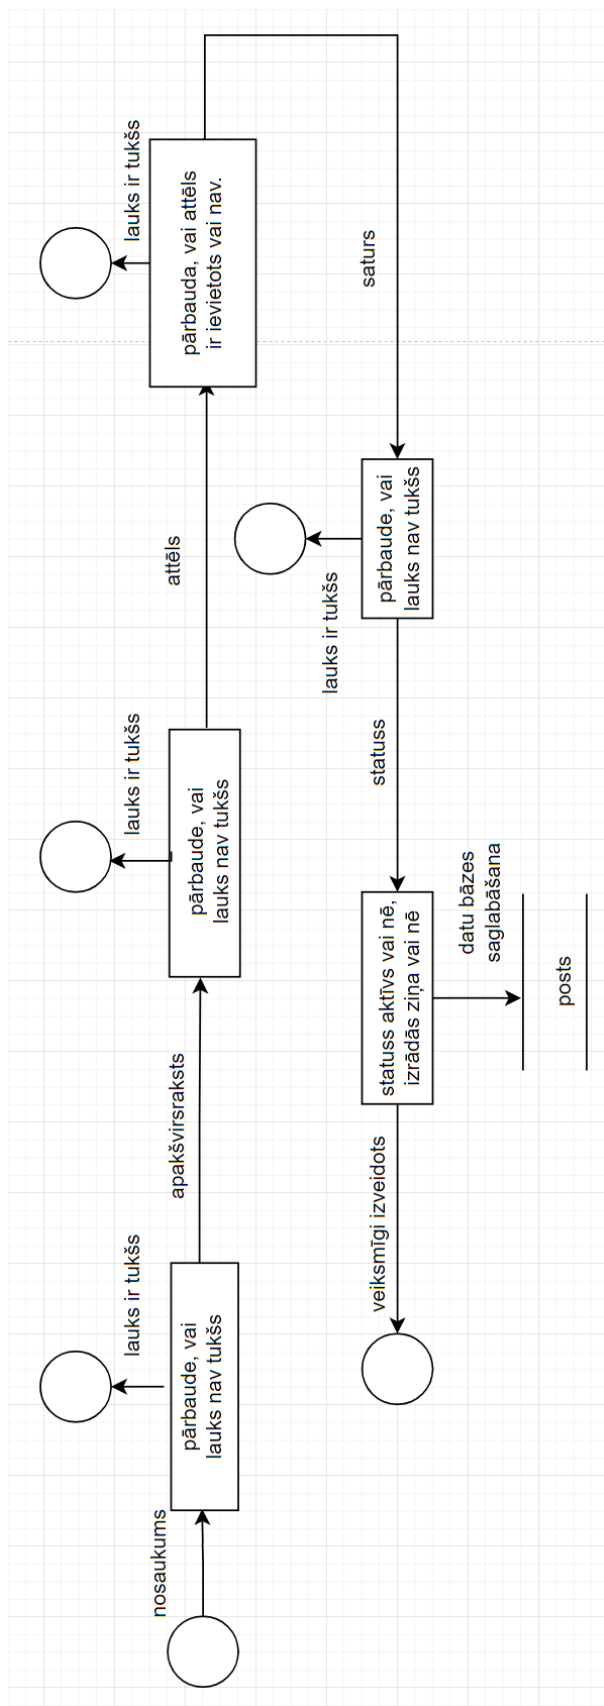 nosaukums
pārbaude, vai
lauks nav tukšs
lauks ir tukšs
apakšvirsraksts
pārbaude, vai
lauks nav tukšs
lauks ir tukšs
attēls
pārbauda, vai attēls
ir ievietots vai nav.
lauks ir tukšs
saturs
pārbaude, vai
lauks nav tukšs
lauks ir tukšs
statuss
statuss aktīvs vai nē,
izrādās ziņa vai nē
datu bāzes
saglabāšana
posts
veiksmīgi izveidots